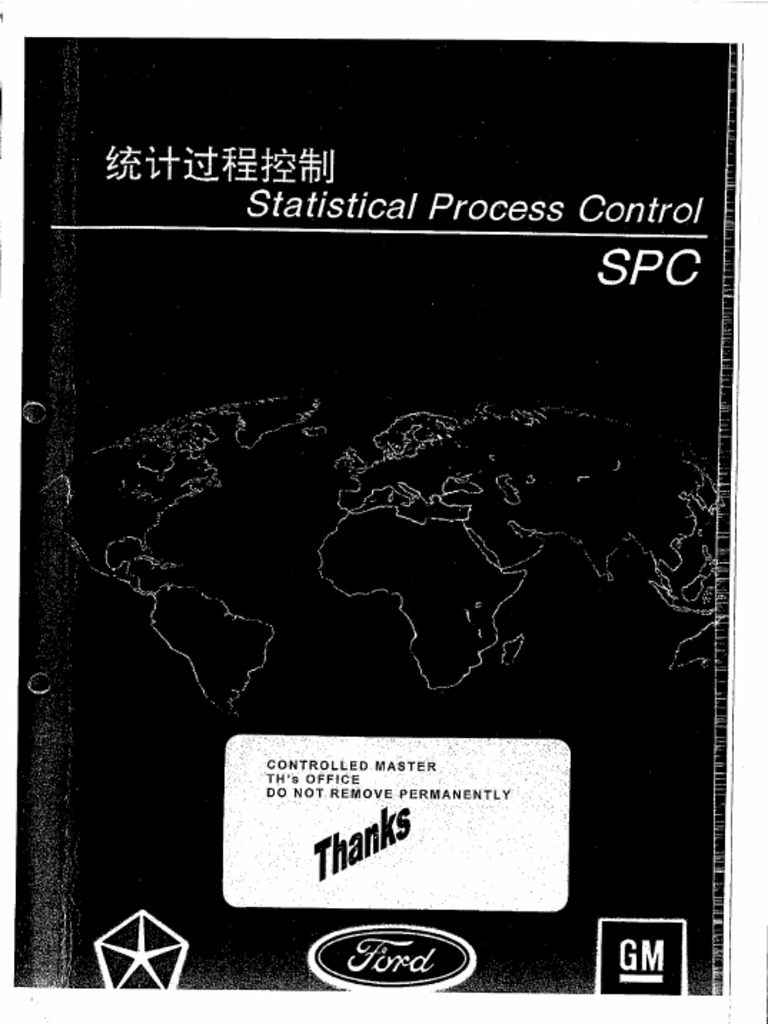 统计过程控制
Statistical Process Control
SPC
CONTROLLED MASTER
TH's OFFICE
DO NOT REMOVE PERMANENTLY
Thanks
Ford
GM